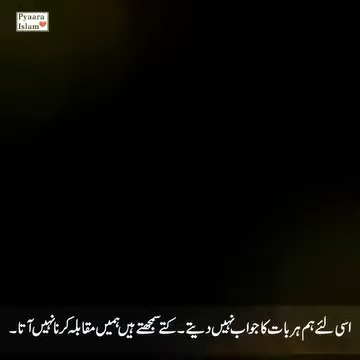 Pyaara
Islam
اسی لئے ہم ہر بات کا جواب نہیں دیتے ۔ کتے سمجھتے ہیں ہمیں مقابلہ کرنا نہیں آتا ۔